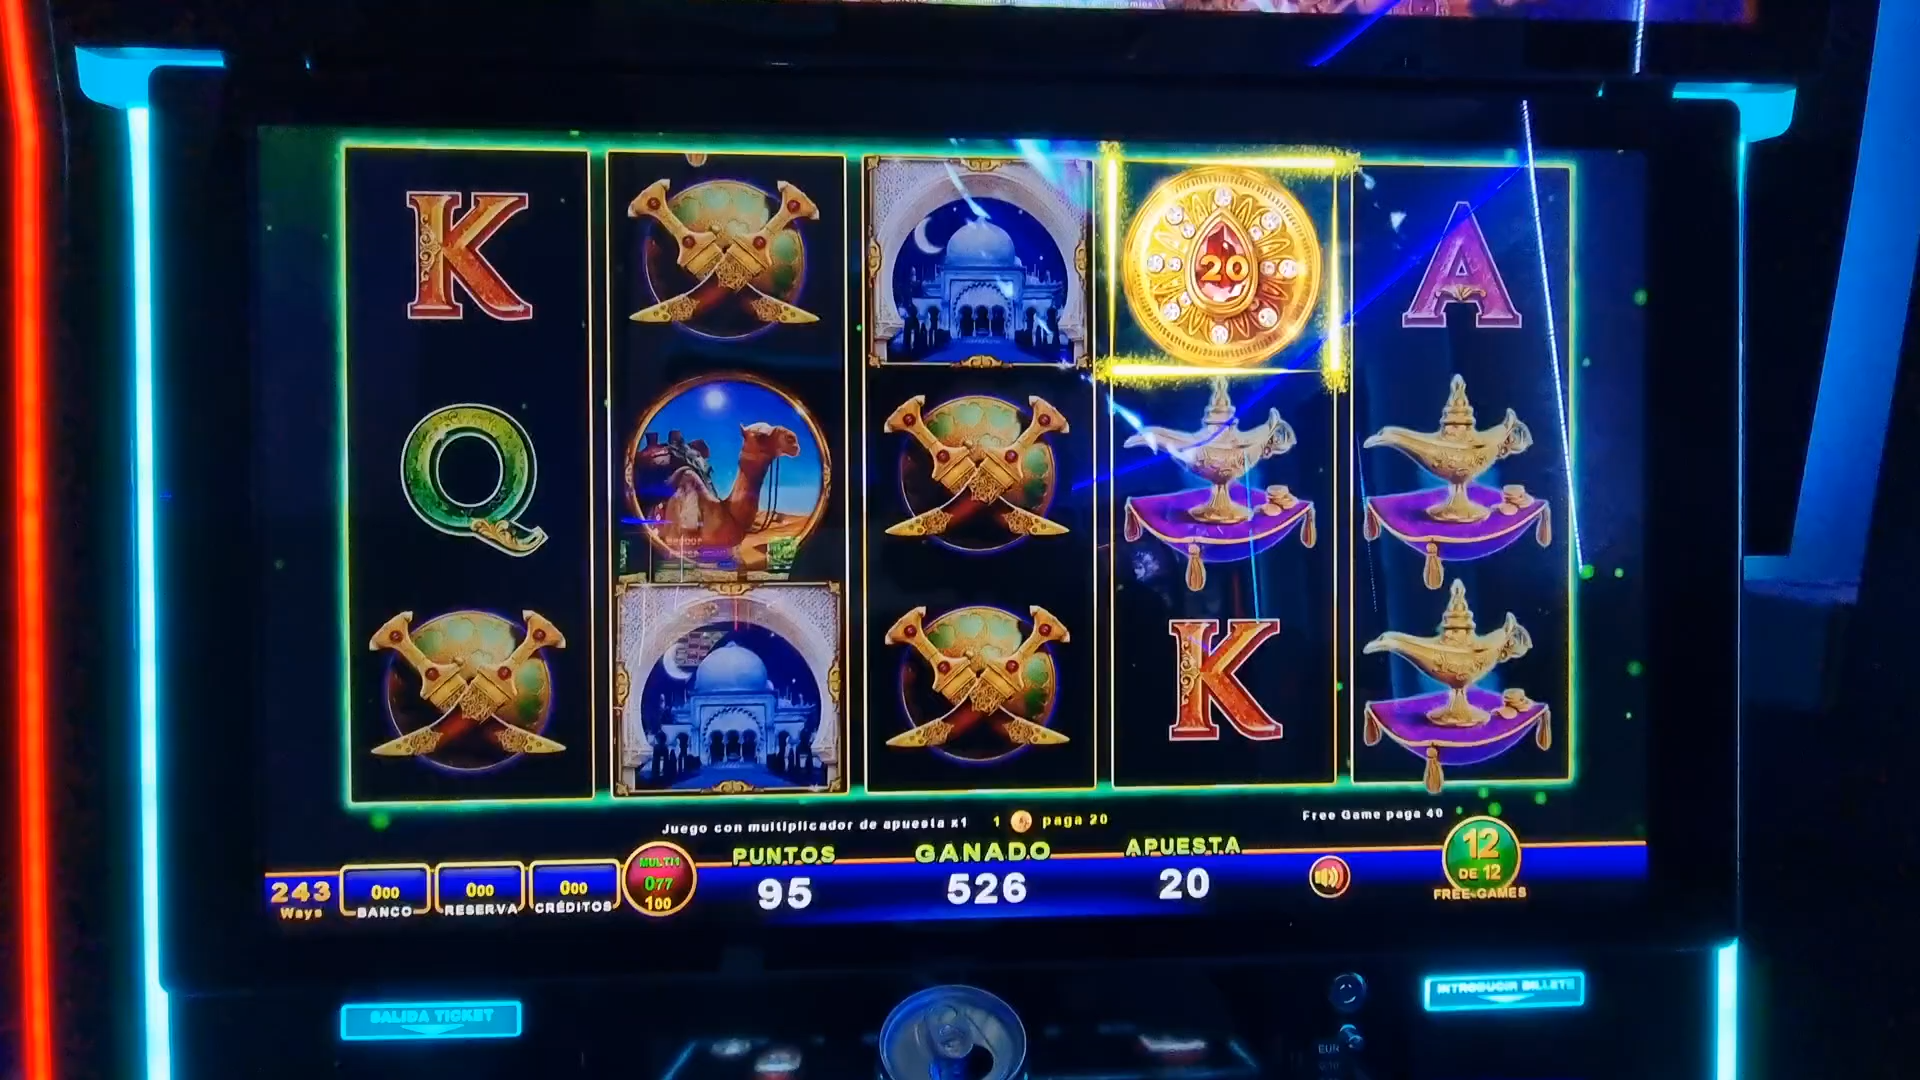 K
20
A
Q
K
Juego con multiplicador de apuesta x1
1 paga 20
Free Game paga 40
243
Ways
000
BANCO
000
RESERVA
000
CRÉDITOS
MULTI1
077
100
PUNTOS
95
GANADO
526
APUESTA
20
12
DE 12
FREE GAMES
SALIDA TICKET
INTRODUCIR BILLETE
EUR